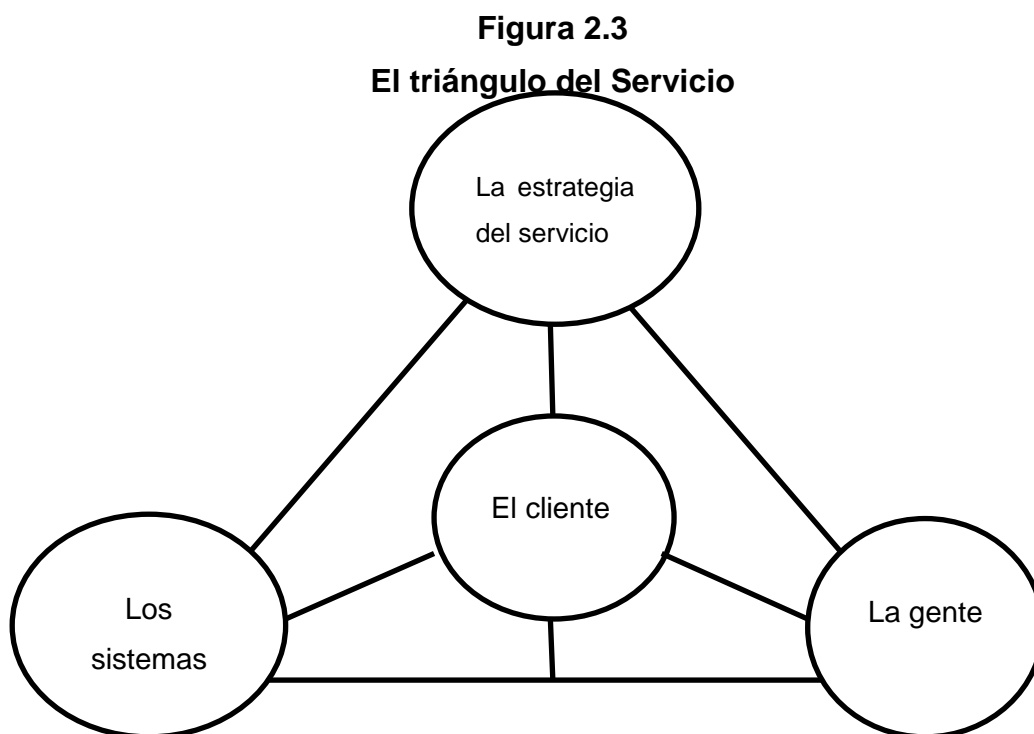 Figura 2.3
El triángulo del Servicio
La estrategia
del servicio
El cliente
Los
sistemas
La gente